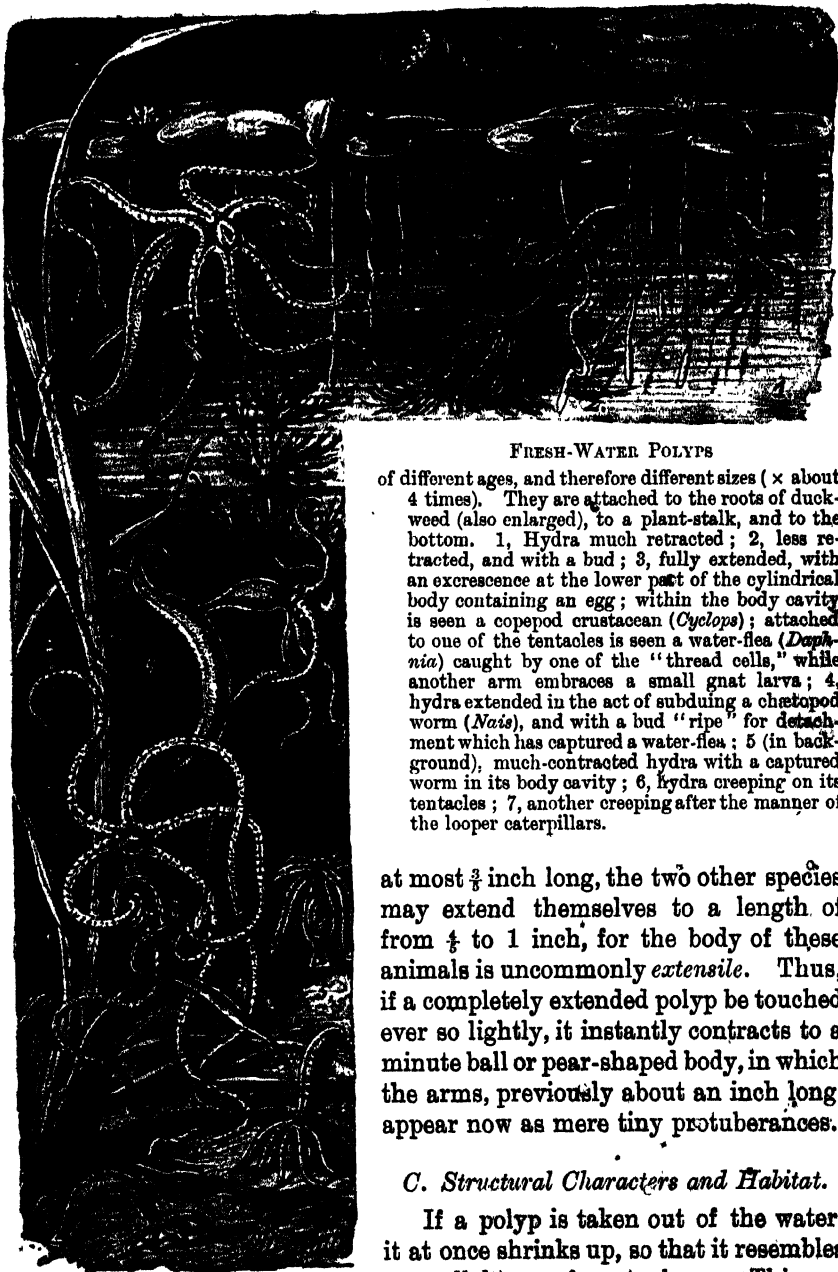 FRESH-WATER POLYPS
of different ages, and therefore different sizes ( × about
4 times). They are attached to the roots of duck-
weed (also enlarged), to a plant-stalk, and to the
bottom. 1, Hydra much retracted ; 2, less re-
tracted, and with a bud ; 3, fully extended, with
an excrescence at the lower part of the cylindrical
body containing an egg ; within the body cavity
is seen a copepod crustacean (Cyclops) ; attached
to one of the tentacles is seen a water-flea (Daph-
nia) caught by one of the “thread cells,” while
another arm embraces a small gnat larva ; 4,
hydra extended in the act of subduing a chætopod
worm (Nais), and with a bud “ripe” for detach-
ment which has captured a water-flea ; 5 (in back-
ground), much-contracted hydra with a captured
worm in its body cavity ; 6, hydra creeping on its
tentacles ; 7, another creeping after the manner of
the looper caterpillars.
at most ⅜ inch long, the two other species
may extend themselves to a length of
from ⅘ to 1 inch, for the body of these
animals is uncommonly extensile. Thus,
if a completely extended polyp be touched
ever so lightly, it instantly contracts to a
minute ball or pear-shaped body, in which
the arms, previously about an inch long
appear now as mere tiny protuberances.
C. Structural Characters and Habitat.
If a polyp is taken out of the water
it at once shrinks up, so that it resembles